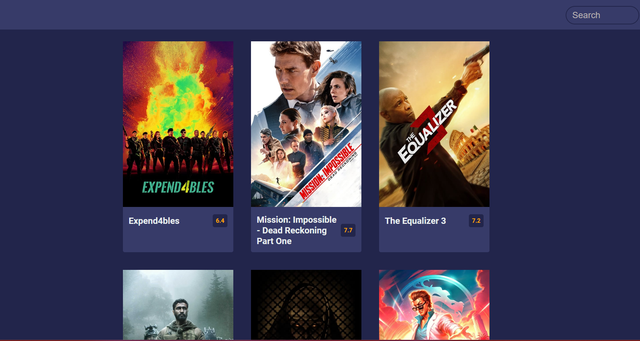 Search
EXPEND4BLES
MISSION: IMPOSSIBLE
DEAD RECKONING
THE
EQUALIZER
3
Expend4bles
6.4
Mission: Impossible
- Dead Reckoning
Part One
7.7
The Equalizer 3
7.2